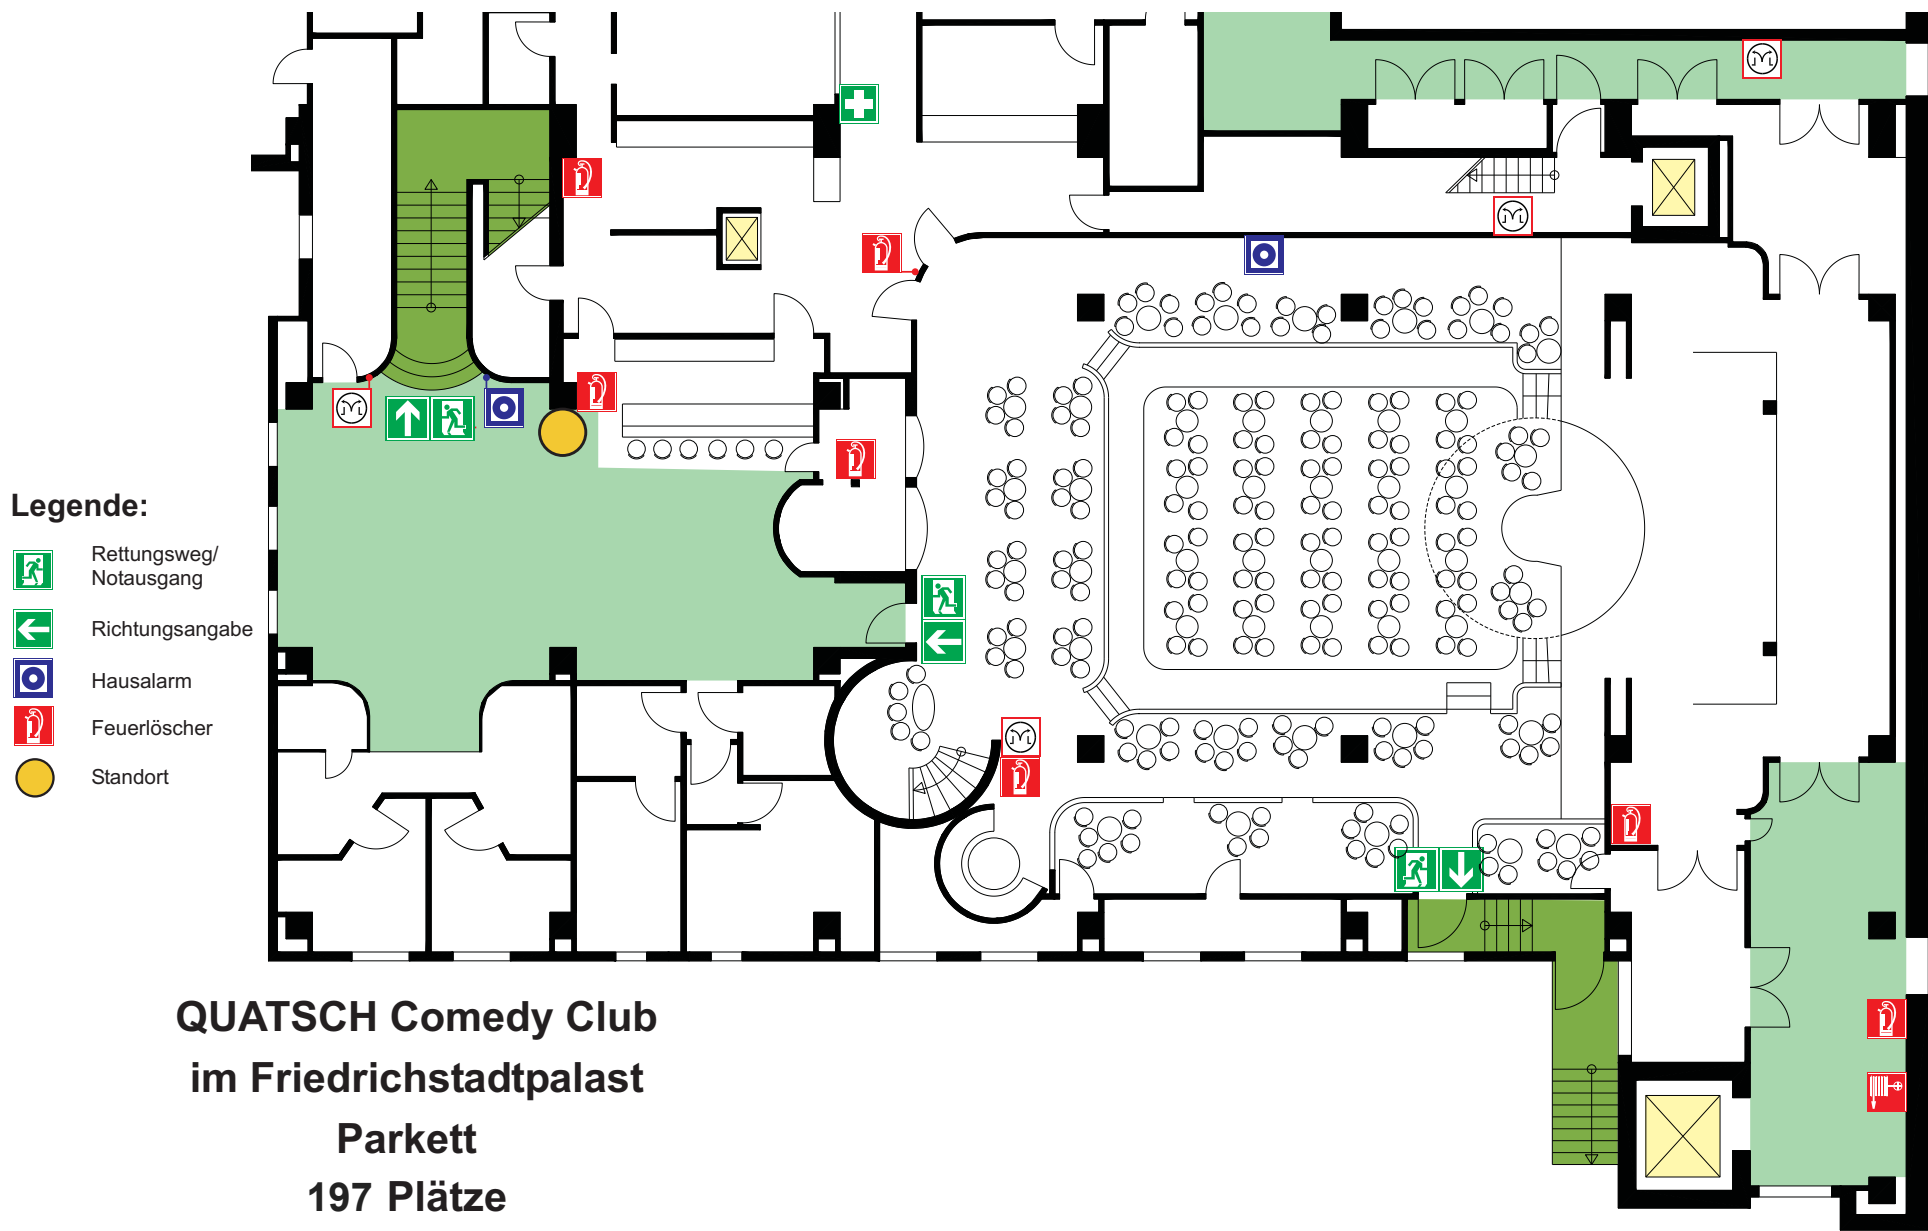 Legende:
Rettungsweg/
Notausgang
Richtungsangabe
Hausalarm
Feuerlöscher
Standort
QUATSCH Comedy Club
im Friedrichstadtpalast
Parkett
197 Plätze